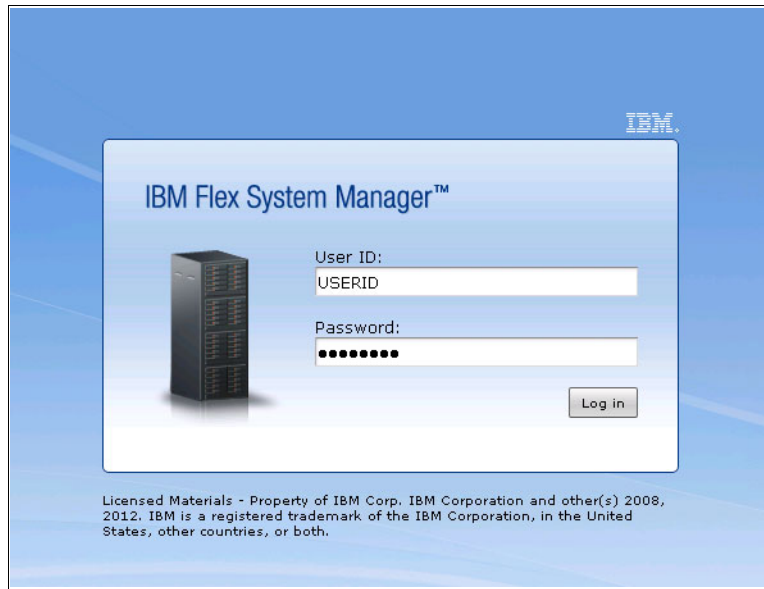 IBM.
IBM Flex System Manager™
User ID:
USERID
Password:
●●●●●●●●
Log in
Licensed Materials - Property of IBM Corp. IBM Corporation and other(s) 2008,
2012. IBM is a registered trademark of the IBM Corporation, in the United
States, other countries, or both.